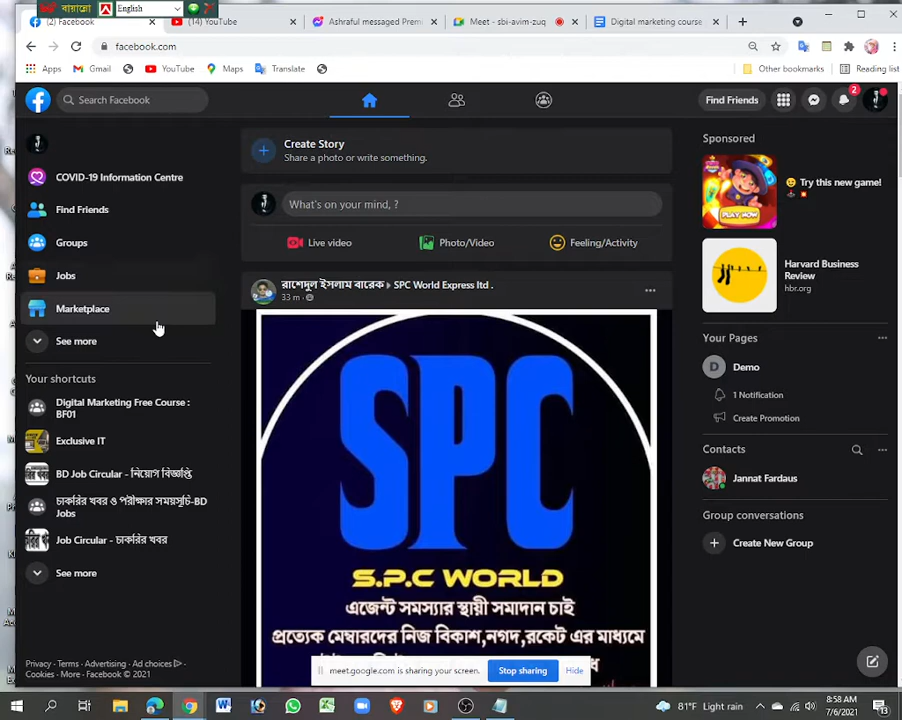 বায়ান্নো
English
(2) Facebook
(14) YouTube
Ashraful messaged Prem
Meet - sbi-avim-zuq
Digital marketing course
facebook.com
Apps
Gmail
YouTube
Maps
Translate
Other bookmarks
Reading list
Search Facebook
Find Friends
2
COVID-19 Information Centre
Find Friends
Groups
Jobs
Marketplace
See more
Your shortcuts
Digital Marketing Free Course :
BF01
Exclusive IT
BD Job Circular - নিয়োগ বিজ্ঞপ্তি
চাকরির খবর ও পরীক্ষার সময়সূচি-BD
Jobs
Job Circular - চাকরির খবর
See more
Privacy · Terms · Advertising · Ad choices ·
Cookies · More · Facebook © 2021
Create Story
Share a photo or write something.
What's on your mind, ?
Live video
Photo/Video
Feeling/Activity
রাশেদুল ইসলাম বারেক SPC World Express ltd .
33 m ·
SPC
S.P.C WORLD
এজেন্ট সমস্যার স্থায়ী সমাদান চাই
প্রত্যেক মেম্বারদের নিজ বিকাশ,নগদ,রকেট এর মাধ্যমে
Sponsored
Try this new game!
PLAY NOW
Harvard Business
Review
hbr.org
Your Pages
Demo
1 Notification
Create Promotion
Contacts
Jannat Fardaus
Group conversations
Create New Group
meet.google.com is sharing your screen.
Stop sharing
Hide
81°F Light rain
8:58 AM
7/6/2021